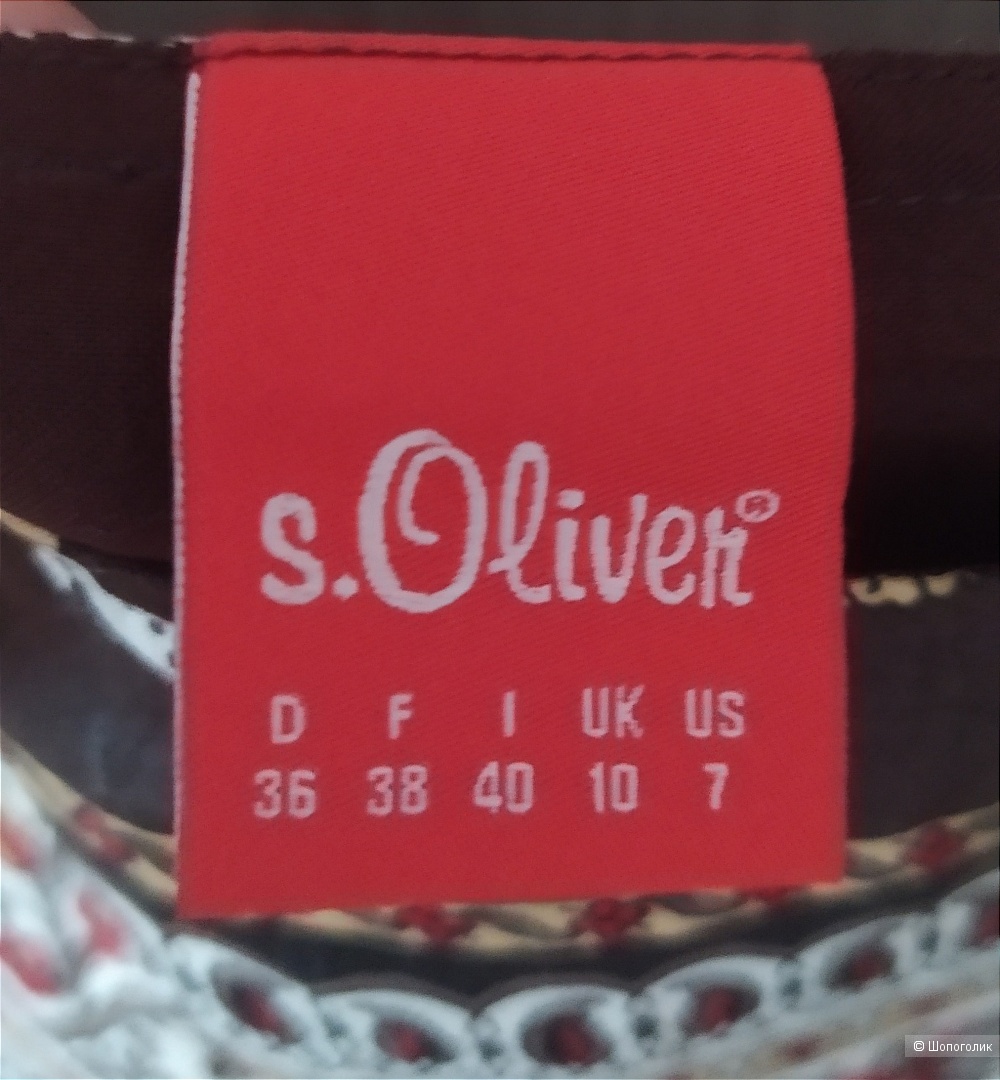 s.Oliver®
D F I UK US
36 38 40 10 7
© Шопоголик